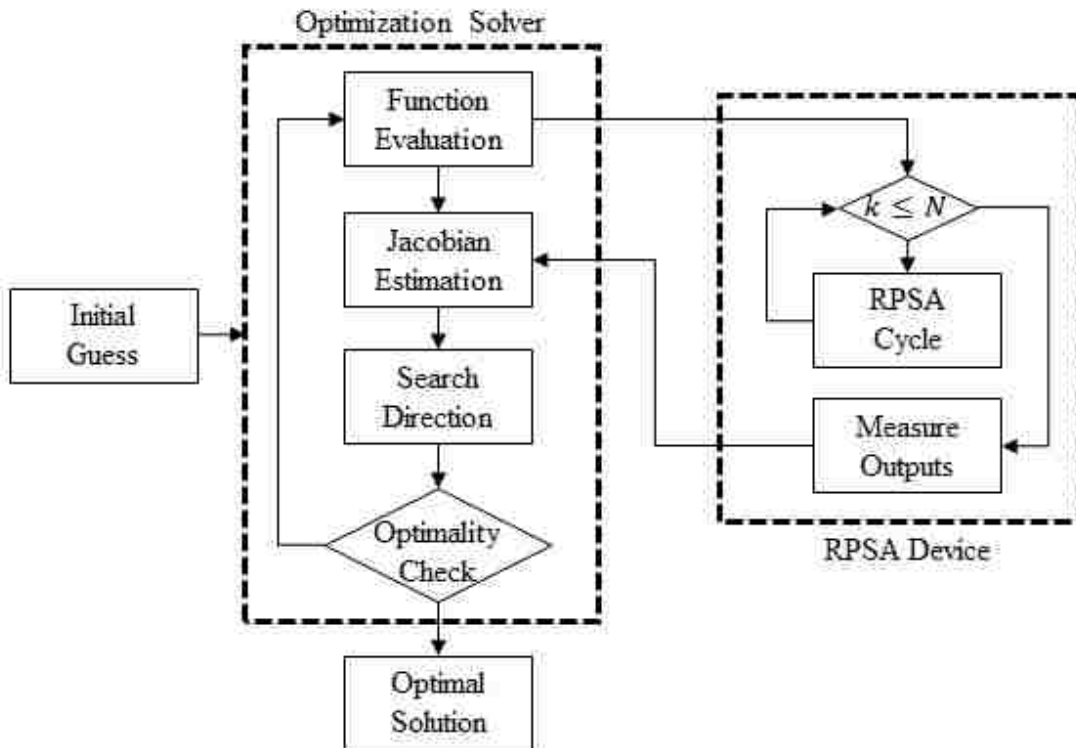 Optimization Solver
Function
Evaluation
Jacobian
Estimation
Search
Direction
Optimality
Check
Initial
Guess
Optimal
Solution
k ≤ N
RPSA
Cycle
Measure
Outputs
RPSA Device